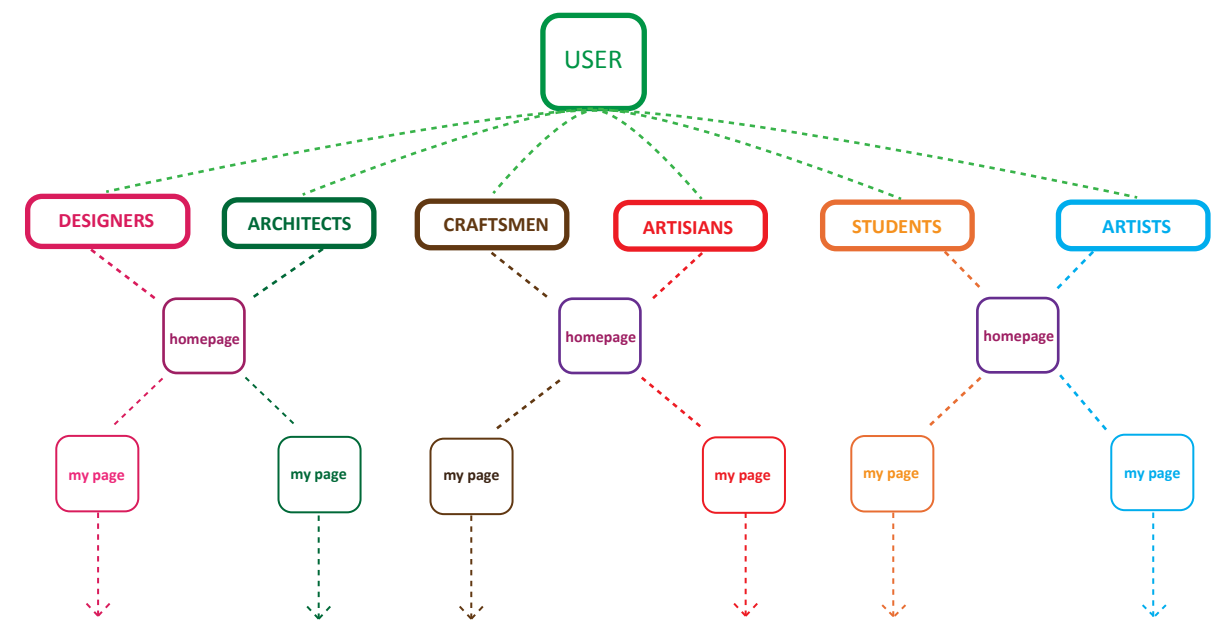 USER
DESIGNERS
ARCHITECTS
CRAFTSMEN
ARTISIANS
STUDENTS
ARTISTS
homepage
homepage
homepage
my page
my page
my page
my page
my page
my page